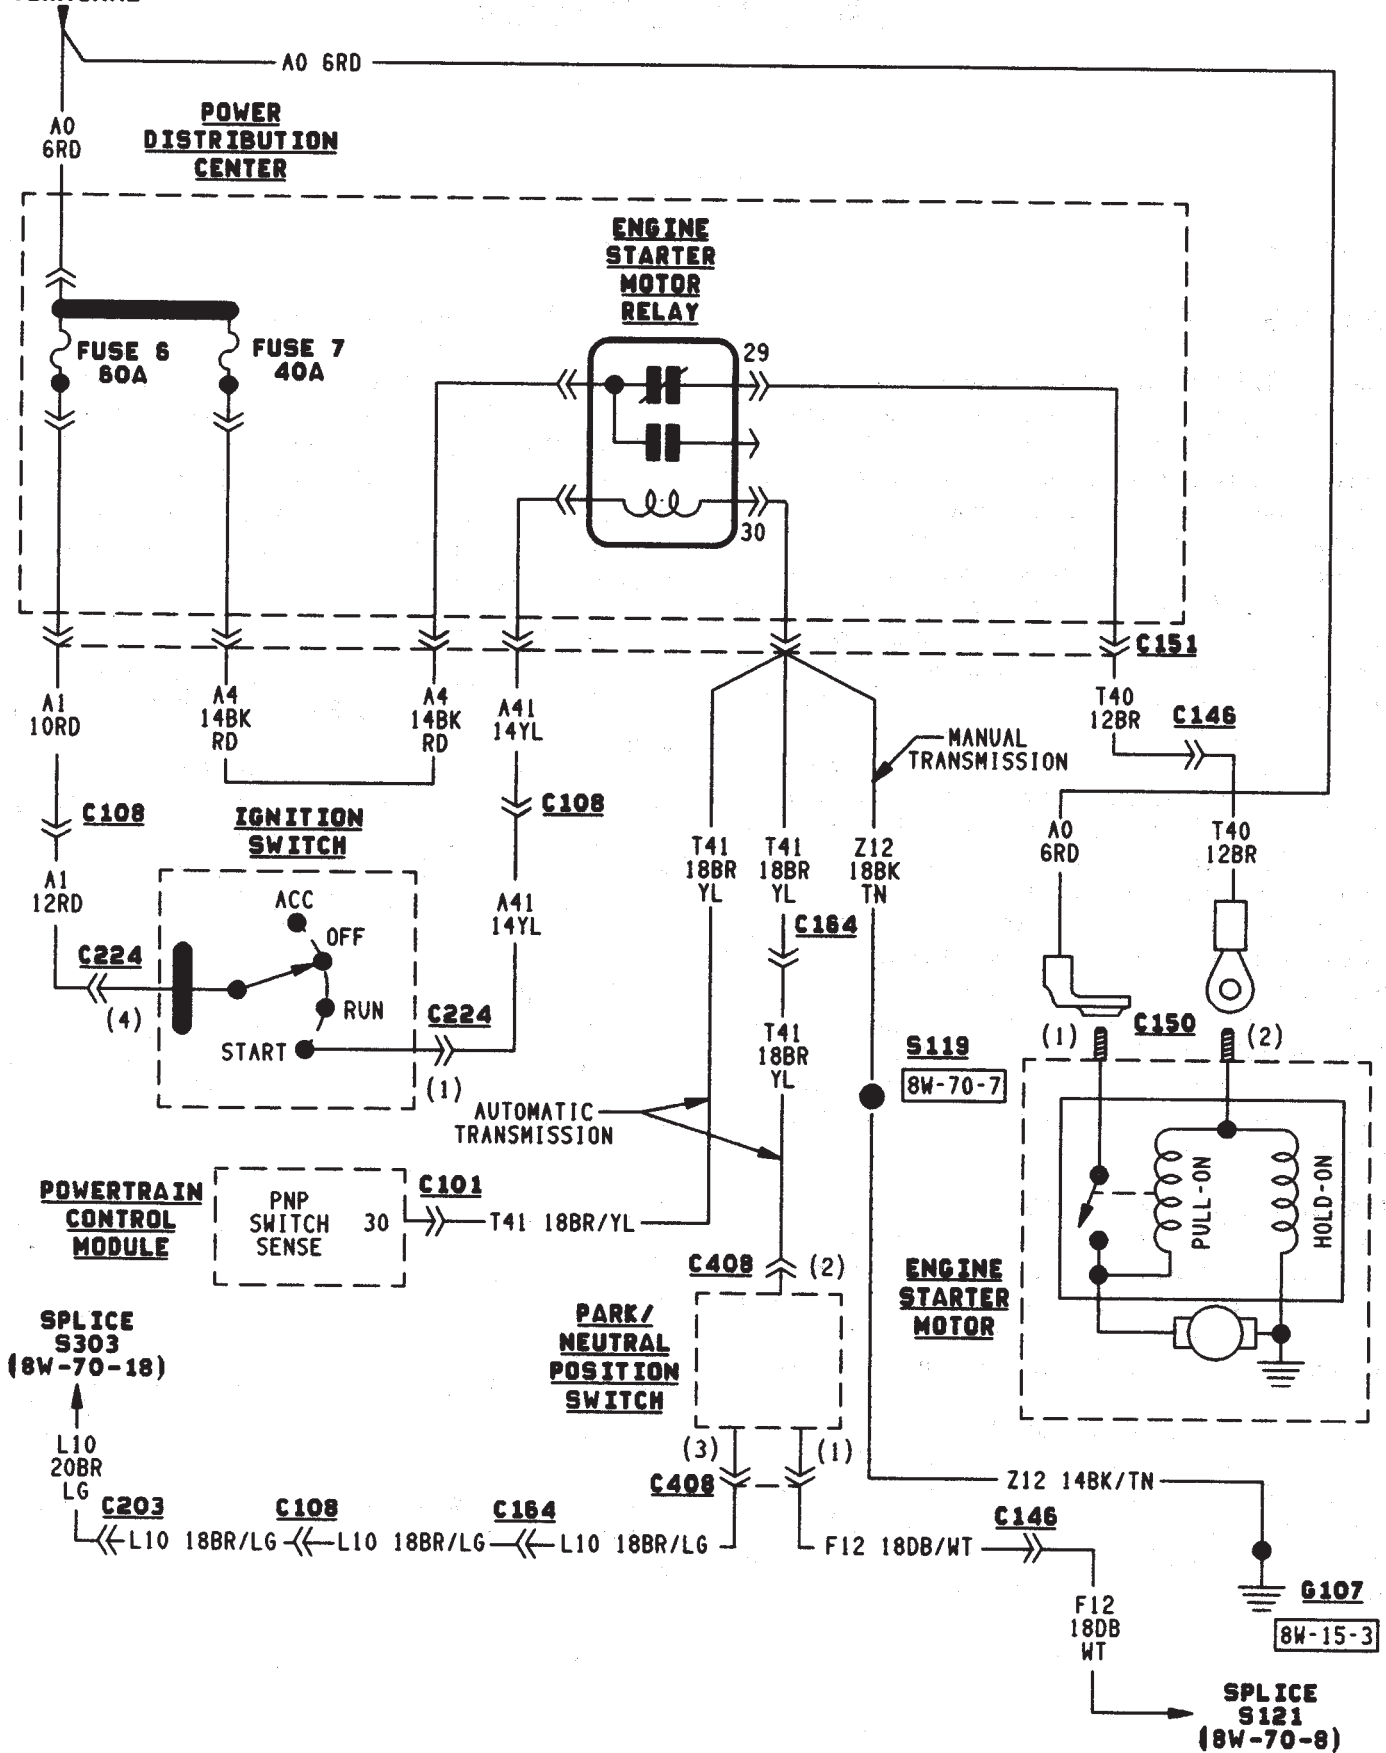 A0 6RD
A0
6RD
POWER
DISTRIBUTION
CENTER
ENGINE
STARTER
MOTOR
RELAY
FUSE 6
60A
FUSE 7
40A
29
30
C151
A1
10RD
A4
14BK
RD
A4
14BK
RD
A41
14YL
T40
12BR
C146
MANUAL
TRANSMISSION
C108
IGNITION
SWITCH
C108
T41
18BR
YL
T41
18BR
YL
Z12
18BK
TN
A0
6RD
T40
12BR
A1
12RD
ACC
OFF
A41
14YL
C164
C224
(4)
RUN
START
C224
(1)
T41
18BR
YL
S119
8W-70-7
(1)
C150
(2)
AUTOMATIC
TRANSMISSION
PULL-ON
HOLD-ON
POWERTRAIN
CONTROL
MODULE
PNP
SWITCH
SENSE
30
C101
T41 18BR/YL
C408
(2)
ENGINE
STARTER
MOTOR
SPLICE
S303
(8W-70-18)
PARK/
NEUTRAL
POSITION
SWITCH
L10
20BR
LG
(3)
(1)
C408
Z12 14BK/TN
C203
C108
C164
C146
L10 18BR/LG
L10 18BR/LG
L10 18BR/LG
F12 18DB/WT
G107
8W-15-3
F12
18DB
WT
SPLICE
S121
(8W-70-8)